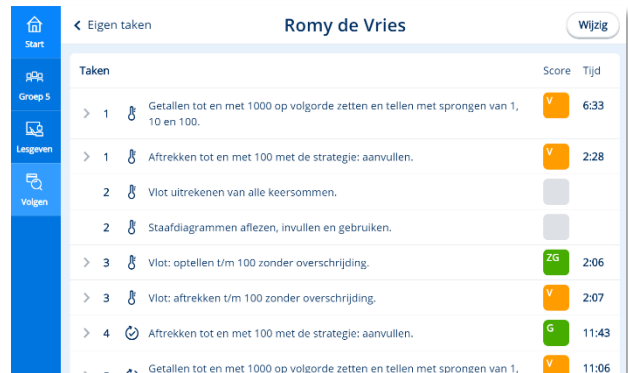 Start
Groep 5
Lesgeven
Volgen
Eigen taken
Romy de Vries
Wijzig
Taken Score Tijd
1 Getallen tot en met 1000 op volgorde zetten en tellen met sprongen van 1, V 6:33
10 en 100.
1 Aftrekken tot en met 100 met de strategie: aanvullen. V 2:28
2 Vlot uitrekenen van alle keersommen.
2 Staafdiagrammen aflezen, invullen en gebruiken.
3 Vlot: optellen t/m 100 zonder overschrijding. ZG 2:06
3 Vlot: aftrekken t/m 100 zonder overschrijding. V 2:07
4 Aftrekken tot en met 100 met de strategie: aanvullen. G 11:43
Getallen tot en met 1000 op volgorde zetten en tellen met sprongen van 1, V 11:06